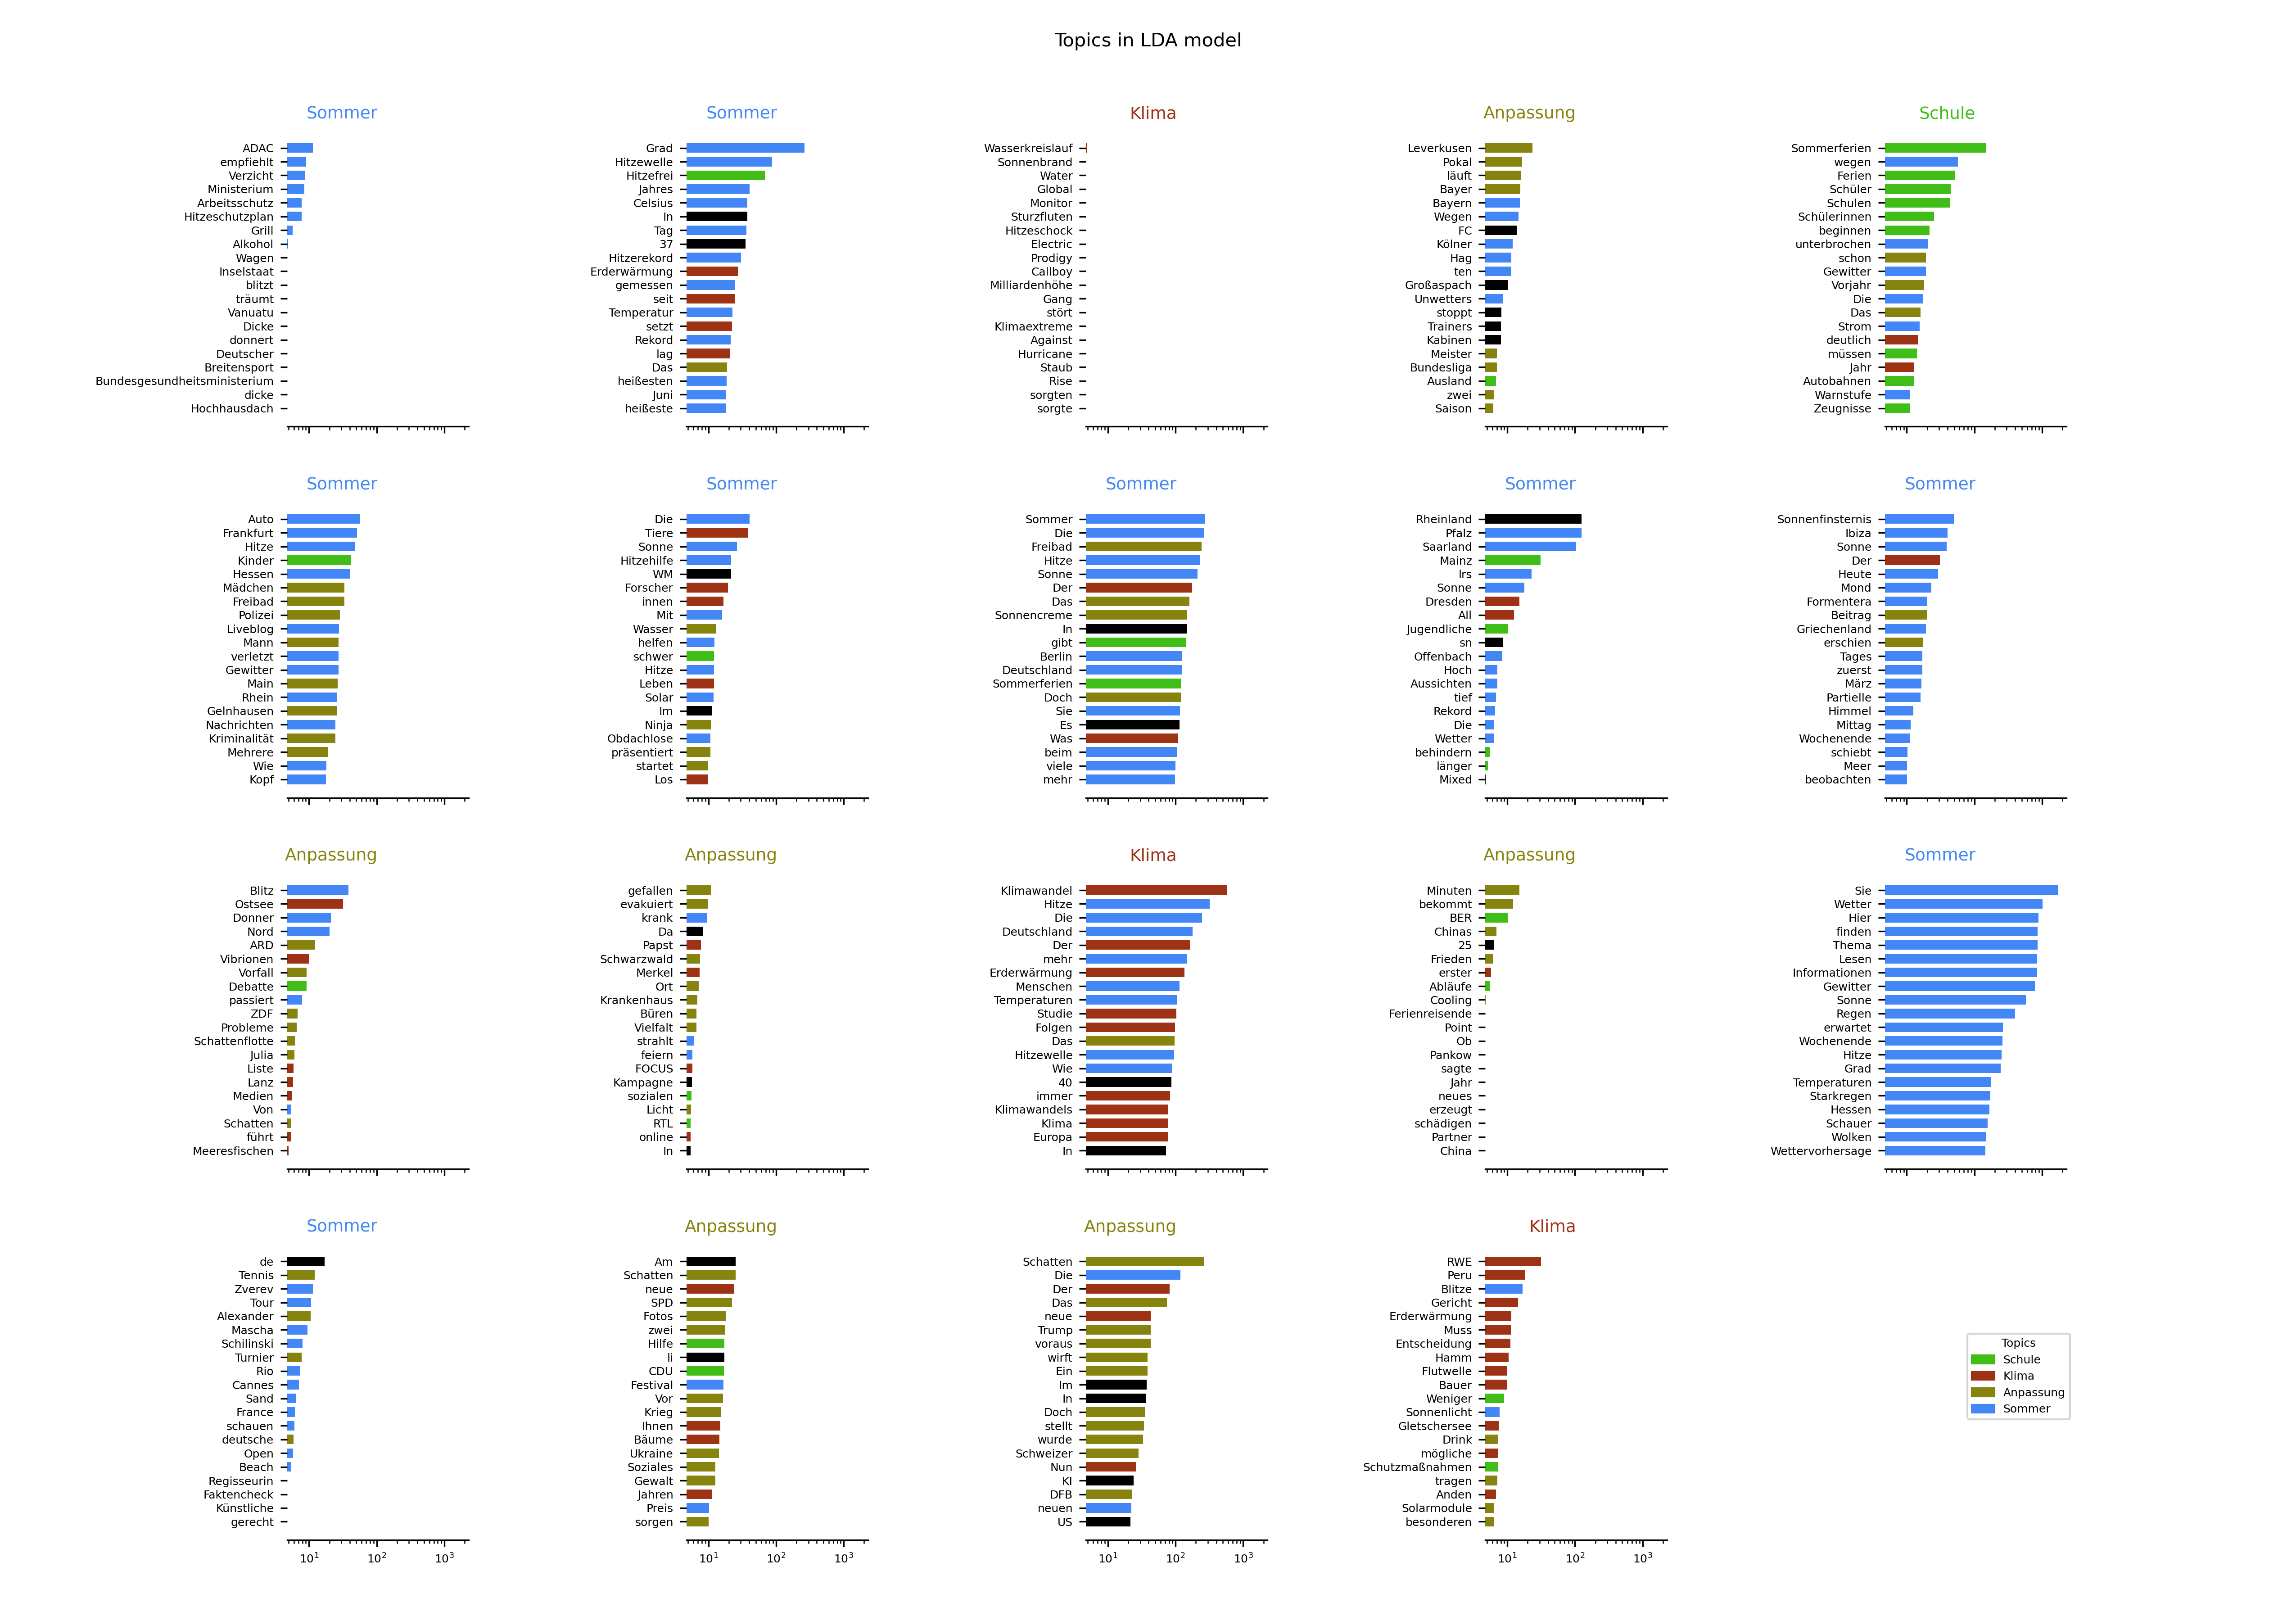 Topics in LDA model
Sommer
ADAC
empfiehlt
Verzicht
Ministerium
Arbeitsschutz
Hitzeschutzplan
Grill
Alkohol
Wagen
Inselstaat
blitzt
träumt
Vanuatu
Dicke
donnert
Deutscher
Breitensport
Bundesgesundheitsministerium
dicke
Hochhausdach
Sommer
Grad
Hitzewelle
Hitzefrei
Jahres
Celsius
In
Tag
37
Hitzerekord
Erderwärmung
gemessen
seit
Temperatur
setzt
Rekord
lag
Das
heißesten
Juni
heißeste
Klima
Wasserkreislauf
Sonnenbrand
Water
Global
Monitor
Sturzfluten
Hitzeschock
Electric
Prodigy
Callboy
Milliardenhöhe
Gang
stört
Klimaextreme
Against
Hurricane
Staub
Rise
sorgten
sorgte
Anpassung
Leverkusen
Pokal
läuft
Bayer
Bayern
Wegen
FC
Kölner
Hag
ten
Großaspach
Unwetters
stoppt
Trainers
Kabinen
Meister
Bundesliga
Ausland
zwei
Saison
Schule
Sommerferien
wegen
Ferien
Schüler
Schulen
Schülerinnen
beginnen
unterbrochen
schon
Gewitter
Vorjahr
Die
Das
Strom
deutlich
müssen
Jahr
Autobahnen
Warnstufe
Zeugnisse
Sommer
Auto
Frankfurt
Hitze
Kinder
Hessen
Mädchen
Freibad
Polizei
Liveblog
Mann
verletzt
Gewitter
Main
Rhein
Gelnhausen
Nachrichten
Kriminalität
Mehrere
Wie
Kopf
Sommer
Die
Tiere
Sonne
Hitzehilfe
WM
Forscher
innen
Mit
Wasser
helfen
schwer
Hitze
Leben
Solar
Im
Ninja
Obdachlose
präsentiert
startet
Los
Sommer
Sommer
Die
Freibad
Hitze
Sonne
Der
Das
Sonnencreme
In
gibt
Berlin
Deutschland
Sommerferien
Doch
Sie
Es
Was
beim
viele
mehr
Sommer
Rheinland
Pfalz
Saarland
Mainz
lrs
Sonne
Dresden
All
Jugendliche
sn
Offenbach
Hoch
Aussichten
tief
Rekord
Die
Wetter
behindern
länger
Mixed
Sommer
Sonnenfinsternis
Ibiza
Sonne
Der
Heute
Mond
Formentera
Beitrag
Griechenland
erschien
Tages
zuerst
März
Partielle
Himmel
Mittag
Wochenende
schiebt
Meer
beobachten
Anpassung
Blitz
Ostsee
Donner
Nord
ARD
Vibrionen
Vorfall
Debatte
passiert
ZDF
Probleme
Schattenflotte
Julia
Liste
Lanz
Medien
Von
Schatten
führt
Meeresfischen
Anpassung
gefallen
evakuiert
krank
Da
Papst
Schwarzwald
Merkel
Ort
Krankenhaus
Büren
Vielfalt
strahlt
feiern
FOCUS
Kampagne
sozialen
Licht
RTL
online
In
Klima
Klimawandel
Hitze
Die
Deutschland
Der
mehr
Erderwärmung
Menschen
Temperaturen
Studie
Folgen
Das
Hitzewelle
Wie
40
immer
Klimawandels
Klima
Europa
In
Anpassung
Minuten
bekommt
BER
Chinas
25
Frieden
erster
Abläufe
Cooling
Ferienreisende
Point
Ob
Pankow
sagte
Jahr
neues
erzeugt
schädigen
Partner
China
Sommer
Sie
Wetter
Hier
finden
Thema
Lesen
Informationen
Gewitter
Sonne
Regen
erwartet
Wochenende
Hitze
Grad
Temperaturen
Starkregen
Hessen
Schauer
Wolken
Wettervorhersage
Sommer
de
Tennis
Zverev
Tour
Alexander
Mascha
Schilinski
Turnier
Rio
Cannes
Sand
France
schauen
deutsche
Open
Beach
Regisseurin
Faktencheck
Künstliche
gerecht
10¹ 10² 10³
Anpassung
Am
Schatten
neue
SPD
Fotos
zwei
Hilfe
li
CDU
Festival
Vor
Krieg
Ihnen
Bäume
Ukraine
Soziales
Gewalt
Jahren
Preis
sorgen
10¹ 10² 10³
Anpassung
Schatten
Die
Der
Das
neue
Trump
voraus
wirft
Ein
Im
In
Doch
stellt
wurde
Schweizer
Nun
KI
DFB
neuen
US
10¹ 10² 10³
Klima
RWE
Peru
Blitze
Gericht
Erderwärmung
Muss
Entscheidung
Hamm
Flutwelle
Bauer
Weniger
Sonnenlicht
Gletschersee
Drink
mögliche
Schutzmaßnahmen
tragen
Anden
Solarmodule
besonderen
10¹ 10² 10³
Topics
Schule
Klima
Anpassung
Sommer